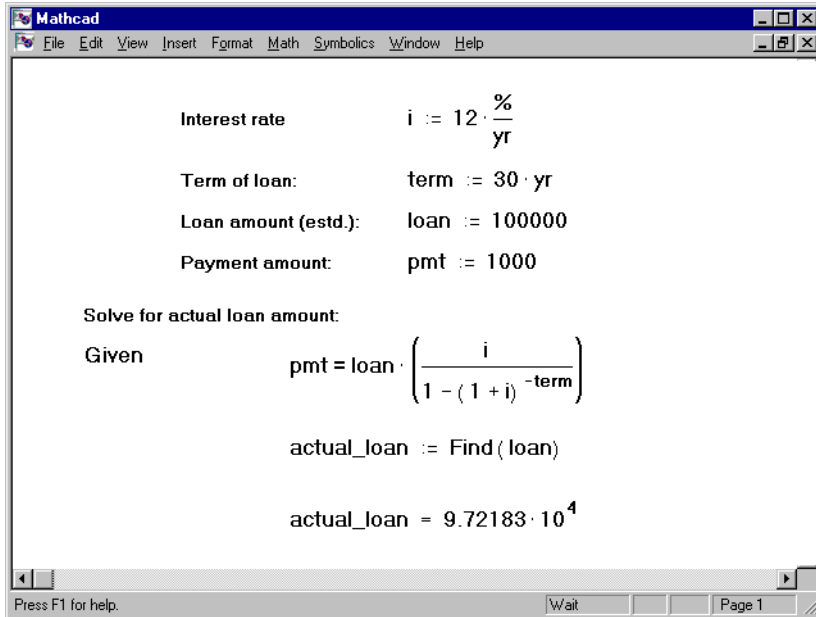 Mathcad
File Edit View Insert Format Math Symbolics Window Help
Interest rate i := 12 · %/yr
Term of loan: term := 30 · yr
Loan amount (estd.): loan := 100000
Payment amount: pmt := 1000
Solve for actual loan amount:
Given pmt = loan · (i / (1 − (1 + i)^−term))
actual_loan := Find(loan)
actual_loan = 9.72183 · 10^4
Press F1 for help. Wait Page 1